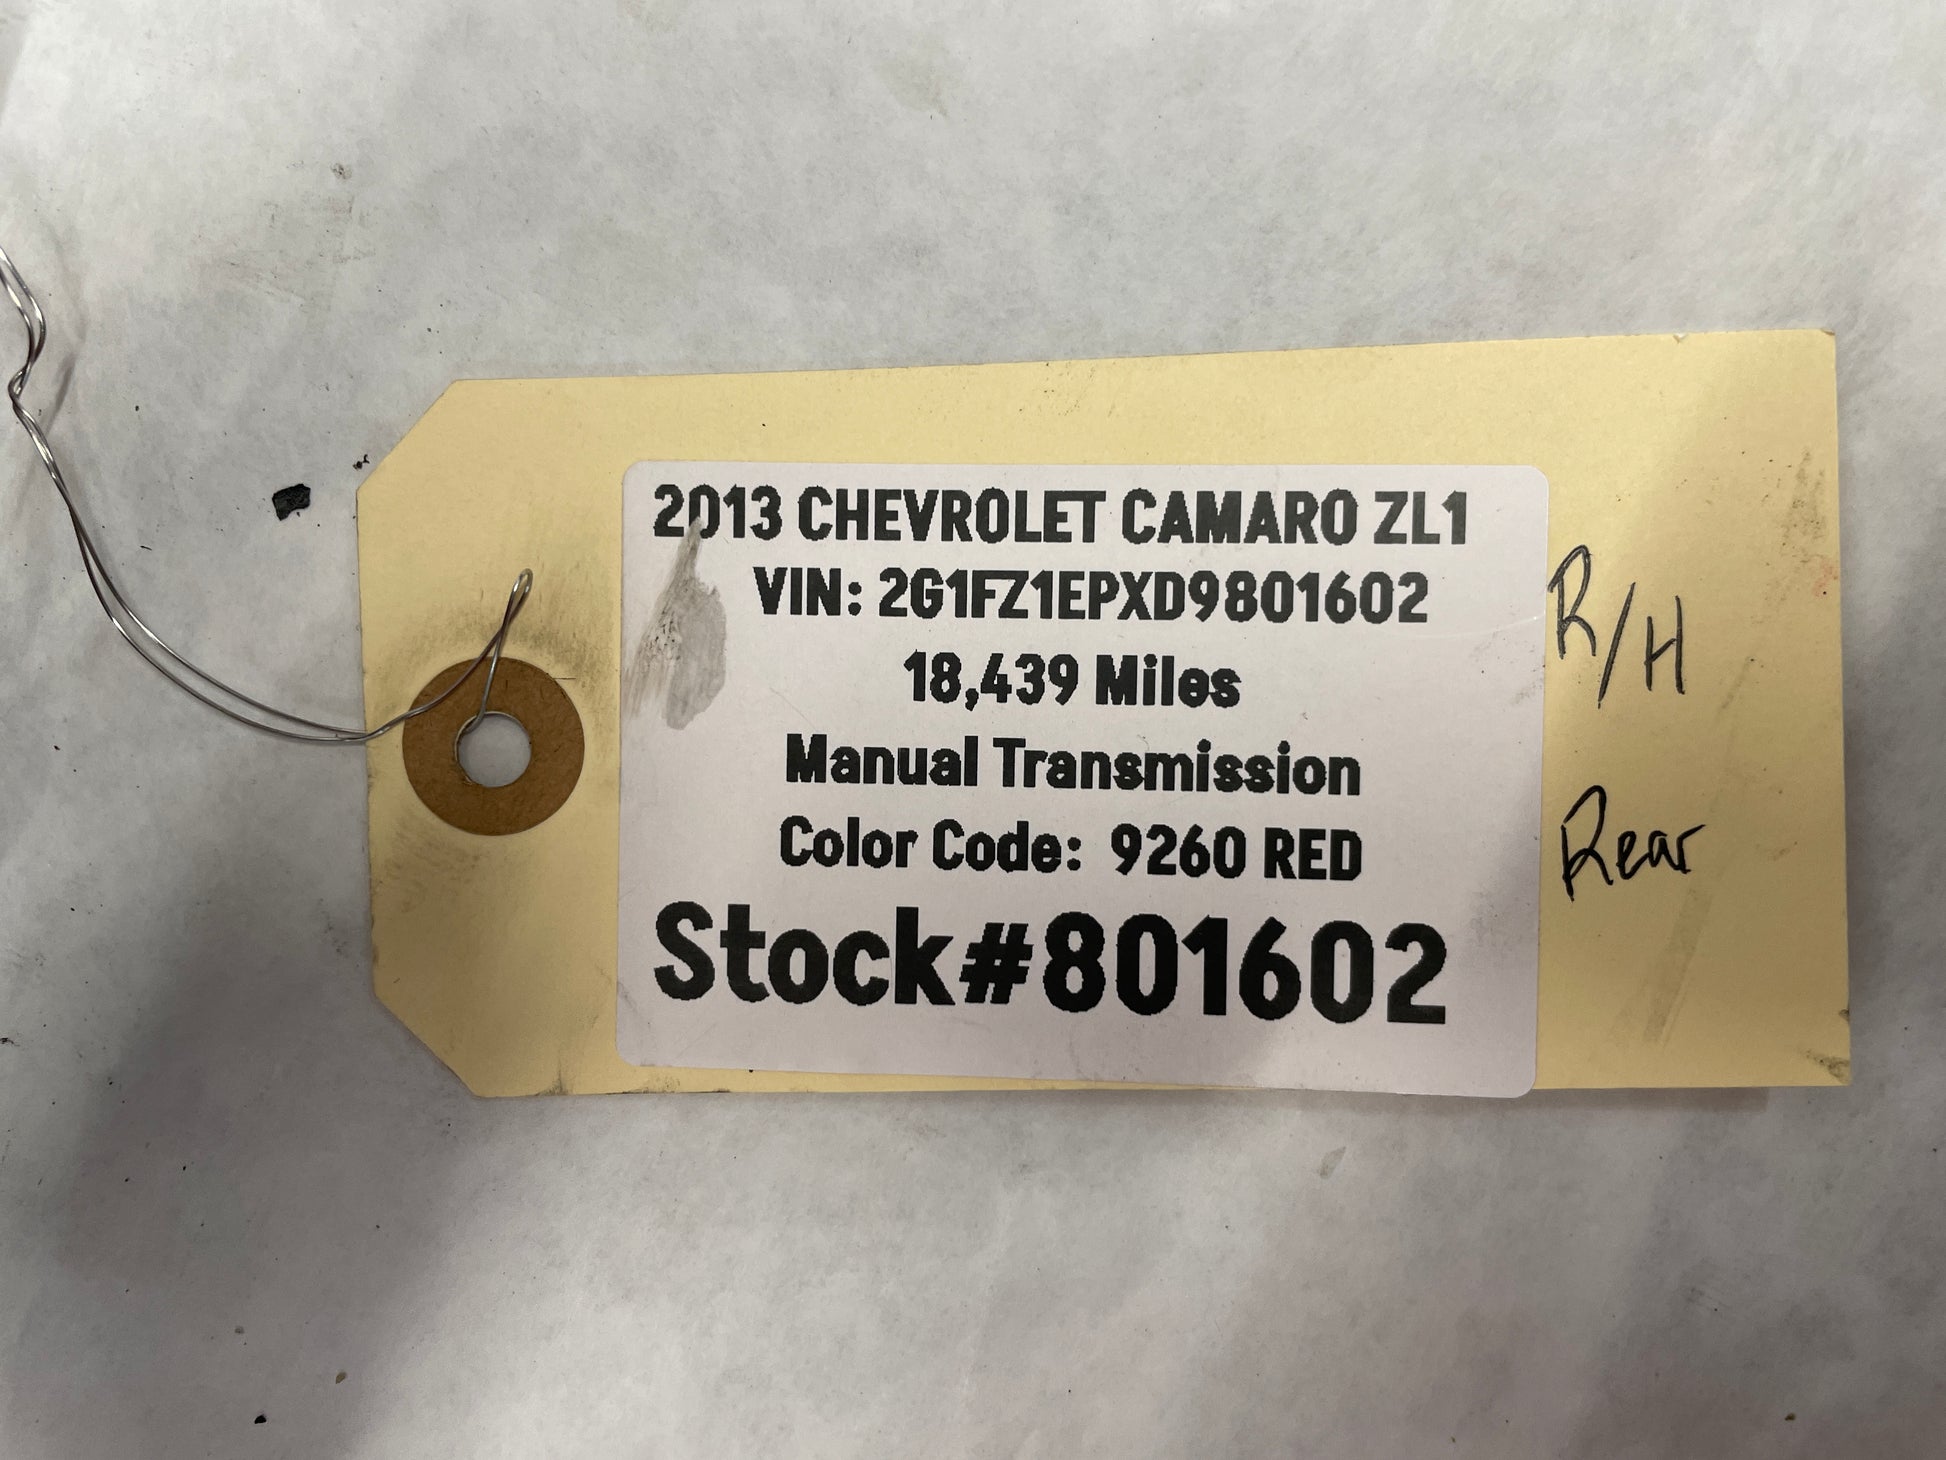 2013 CHEVROLET CAMARO ZL1
VIN: 2G1FZ1EPXD9801602
18,439 Miles
Manual Transmission
Color Code: 9260 RED
Stock#801602
R/H
Rear